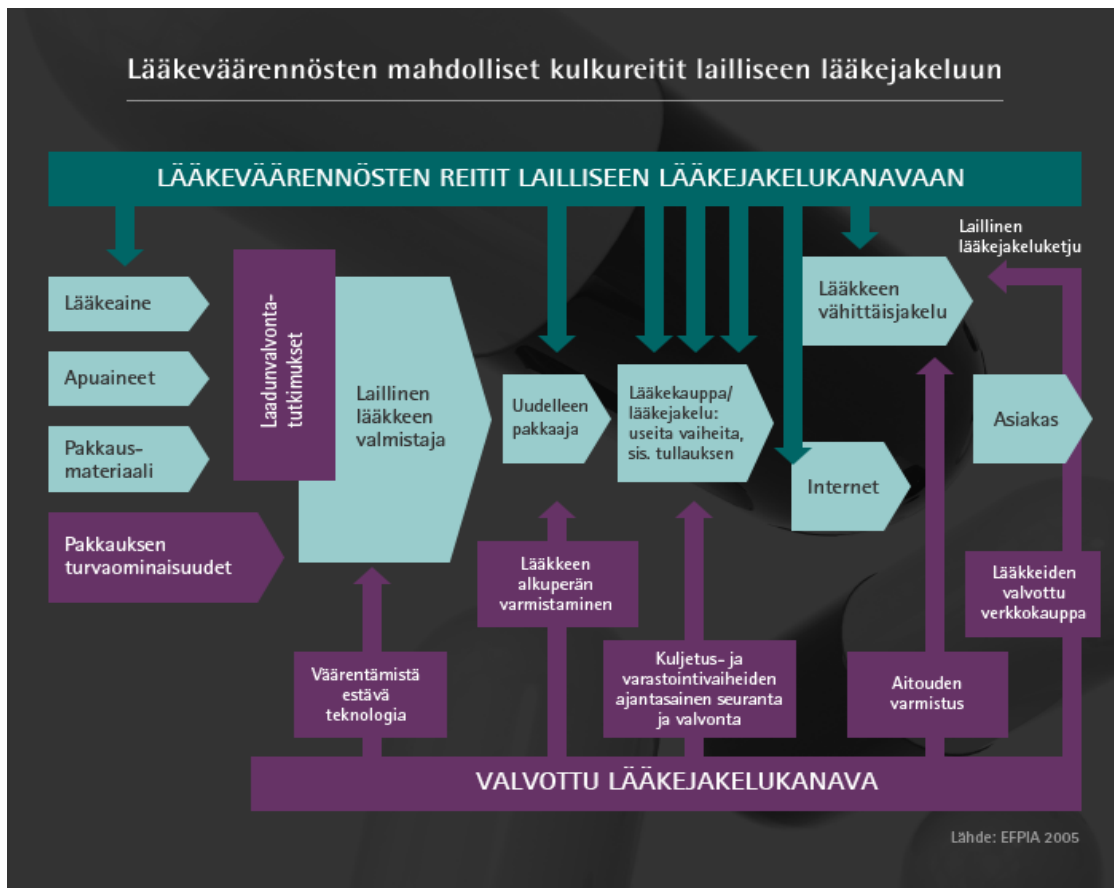 Lääkeväärennösten mahdolliset kulkureitit lailliseen lääkejakeluun
LÄÄKEVÄÄRENNÖSTEN REITIT LAILLISEEN LÄÄKEJAKELUKANAVAAN
Laillinen
lääkejakeluketju
Lääkeaine
Apuaineet
Pakkaus-
materiaali
Pakkauksen
turvaominaisuudet
Laadunvalvonta-
tutkimukset
Laillinen
lääkkeen
valmistaja
Uudelleen
pakkaaja
Lääkekauppa/
lääkejakelu:
useita vaiheita,
sis. tullauksen
Lääkkeen
vähittäisjakelu
Internet
Asiakas
Väärentämistä
estävä
teknologia
Lääkkeen
alkuperän
varmistaminen
Kuljetus- ja
varastointivaiheiden
ajantasainen seuranta
ja valvonta
Aitouden
varmistus
Lääkkeiden
valvottu
verkkokauppa
VALVOTTU LÄÄKEJAKELUKANAVA
Lähde: EFPIA 2005